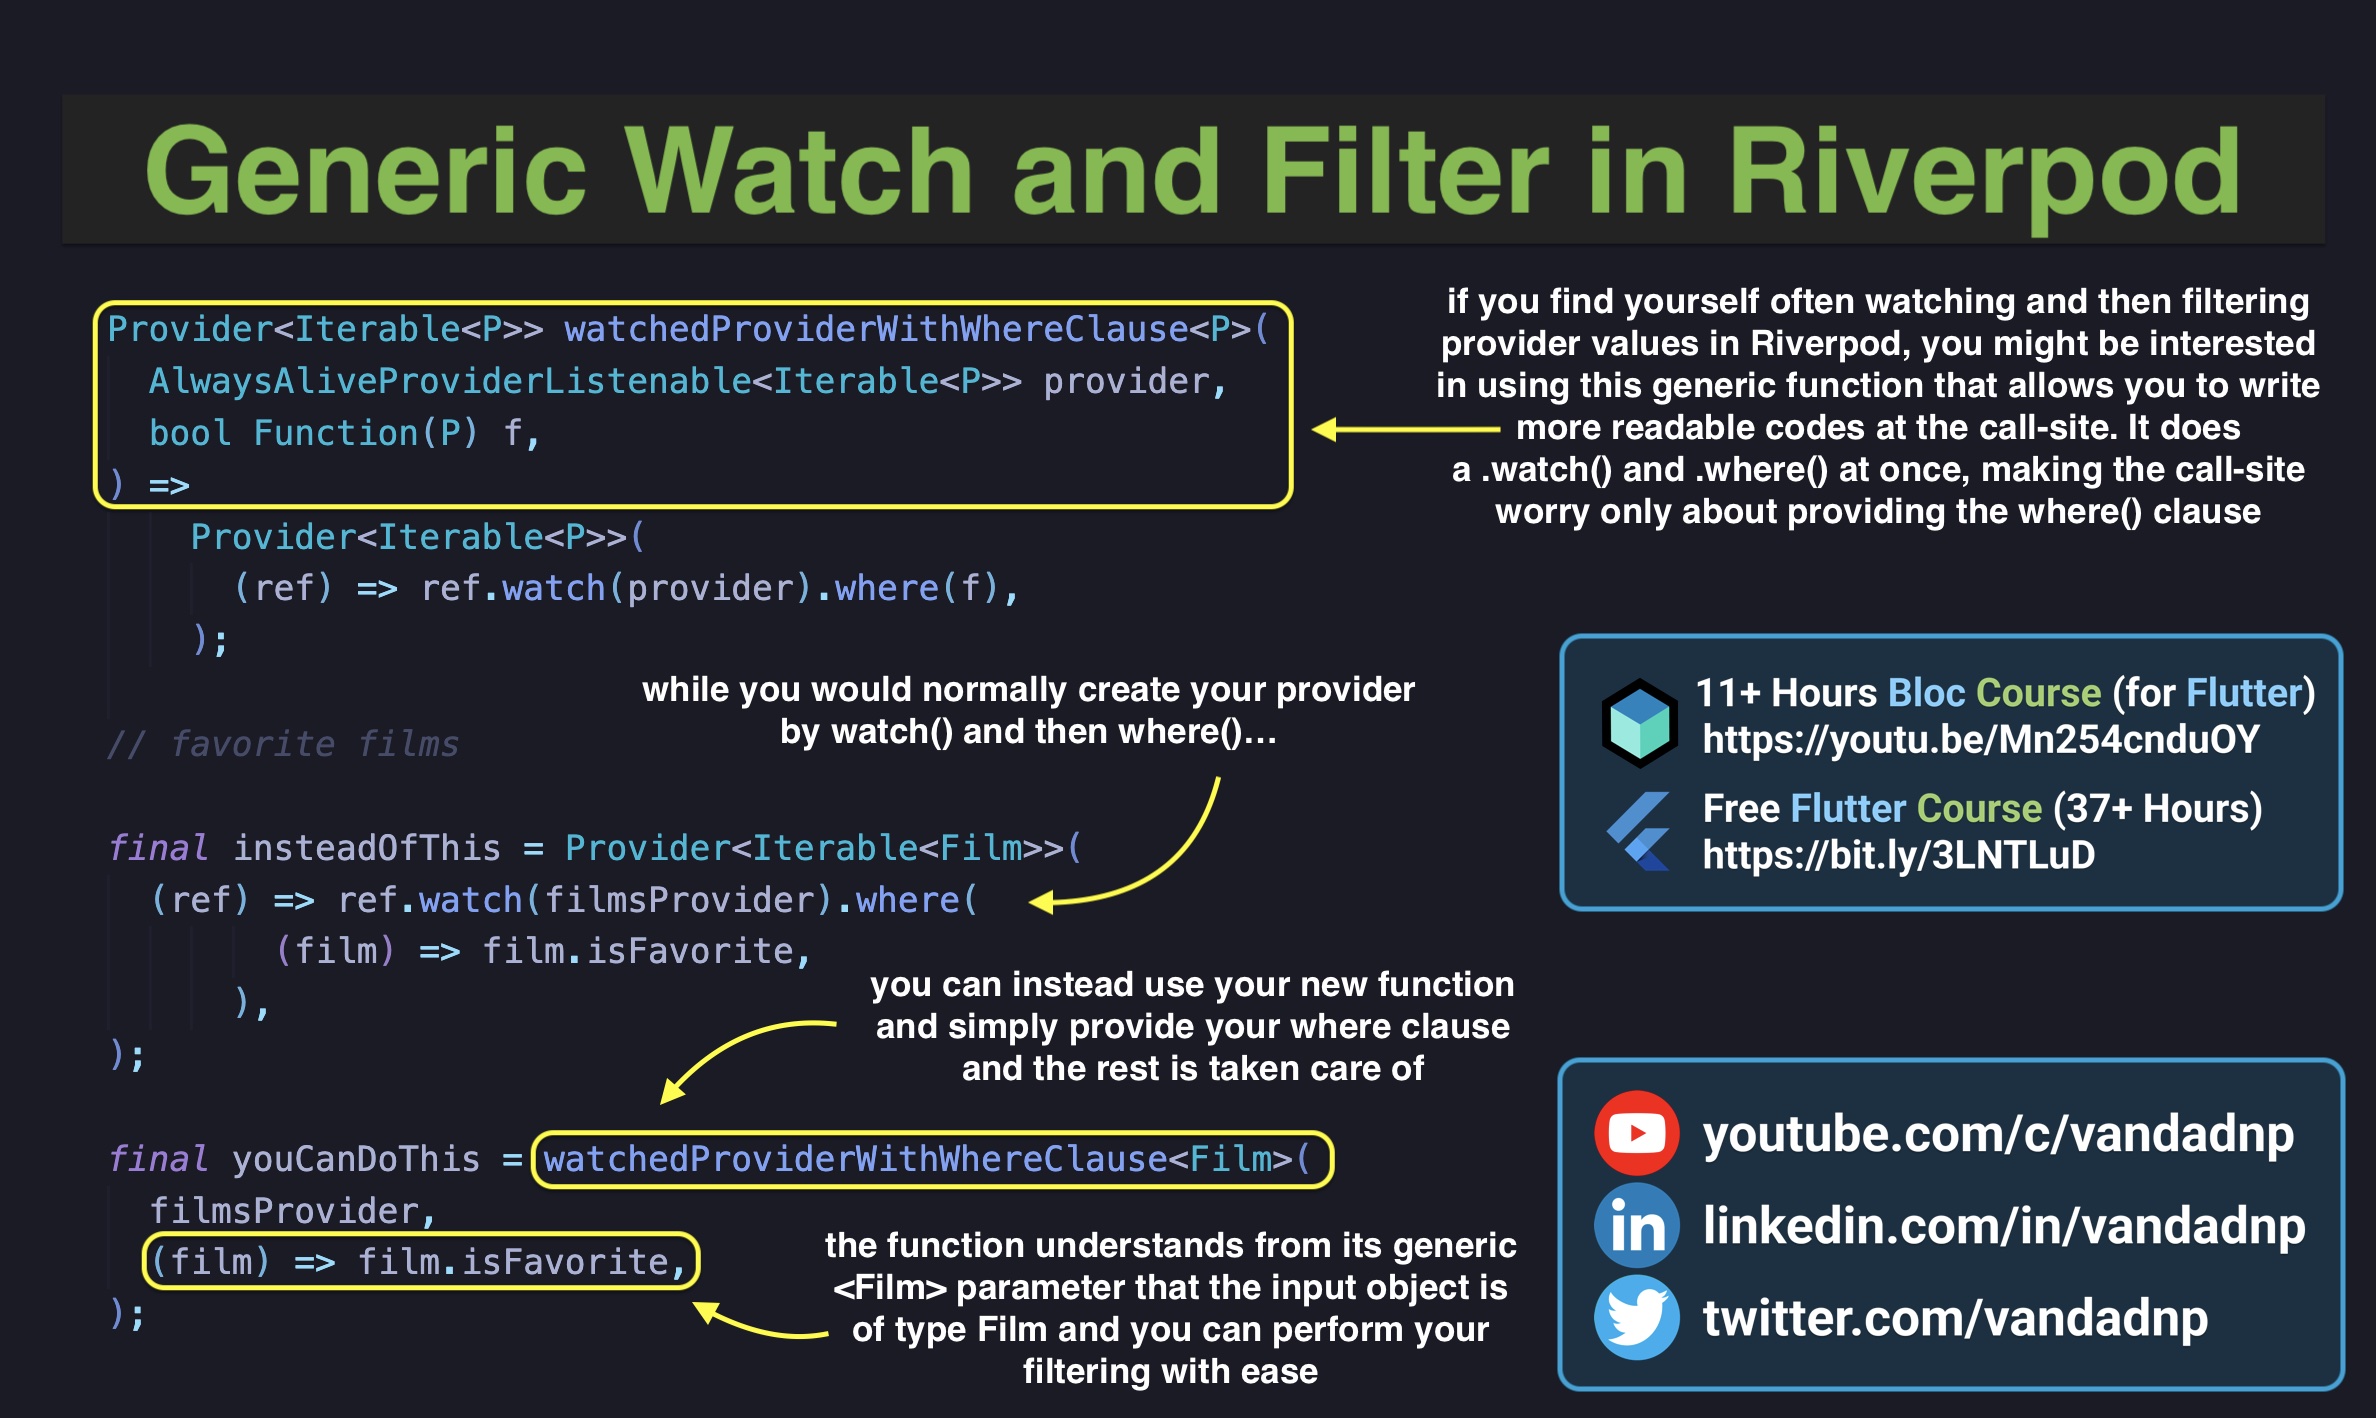 Generic Watch and Filter in Riverpod
Provider<Iterable<P>> watchedProviderWithWhereClause<P>(
AlwaysAliveProviderListenable<Iterable<P>> provider,
bool Function(P) f,
) =>
Provider<Iterable<P>>(
(ref) => ref.watch(provider).where(f),
);
if you find yourself often watching and then filtering
provider values in Riverpod, you might be interested
in using this generic function that allows you to write
more readable codes at the call-site. It does
a .watch() and .where() at once, making the call-site
worry only about providing the where() clause
// favorite films
while you would normally create your provider
by watch() and then where()...
final insteadOfThis = Provider<Iterable<Film>>(
(ref) => ref.watch(filmsProvider).where(
(film) => film.isFavorite,
),
);
you can instead use your new function
and simply provide your where clause
and the rest is taken care of
final youCanDoThis = watchedProviderWithWhereClause<Film>(
filmsProvider,
(film) => film.isFavorite,
);
the function understands from its generic
<Film> parameter that the input object is
of type Film and you can perform your
filtering with ease
11+ Hours Bloc Course (for Flutter)
https://youtu.be/Mn254cnduOY
Free Flutter Course (37+ Hours)
https://bit.ly/3LNTLuD
youtube.com/c/vandadnp
in
linkedin.com/in/vandadnp
twitter.com/vandadnp